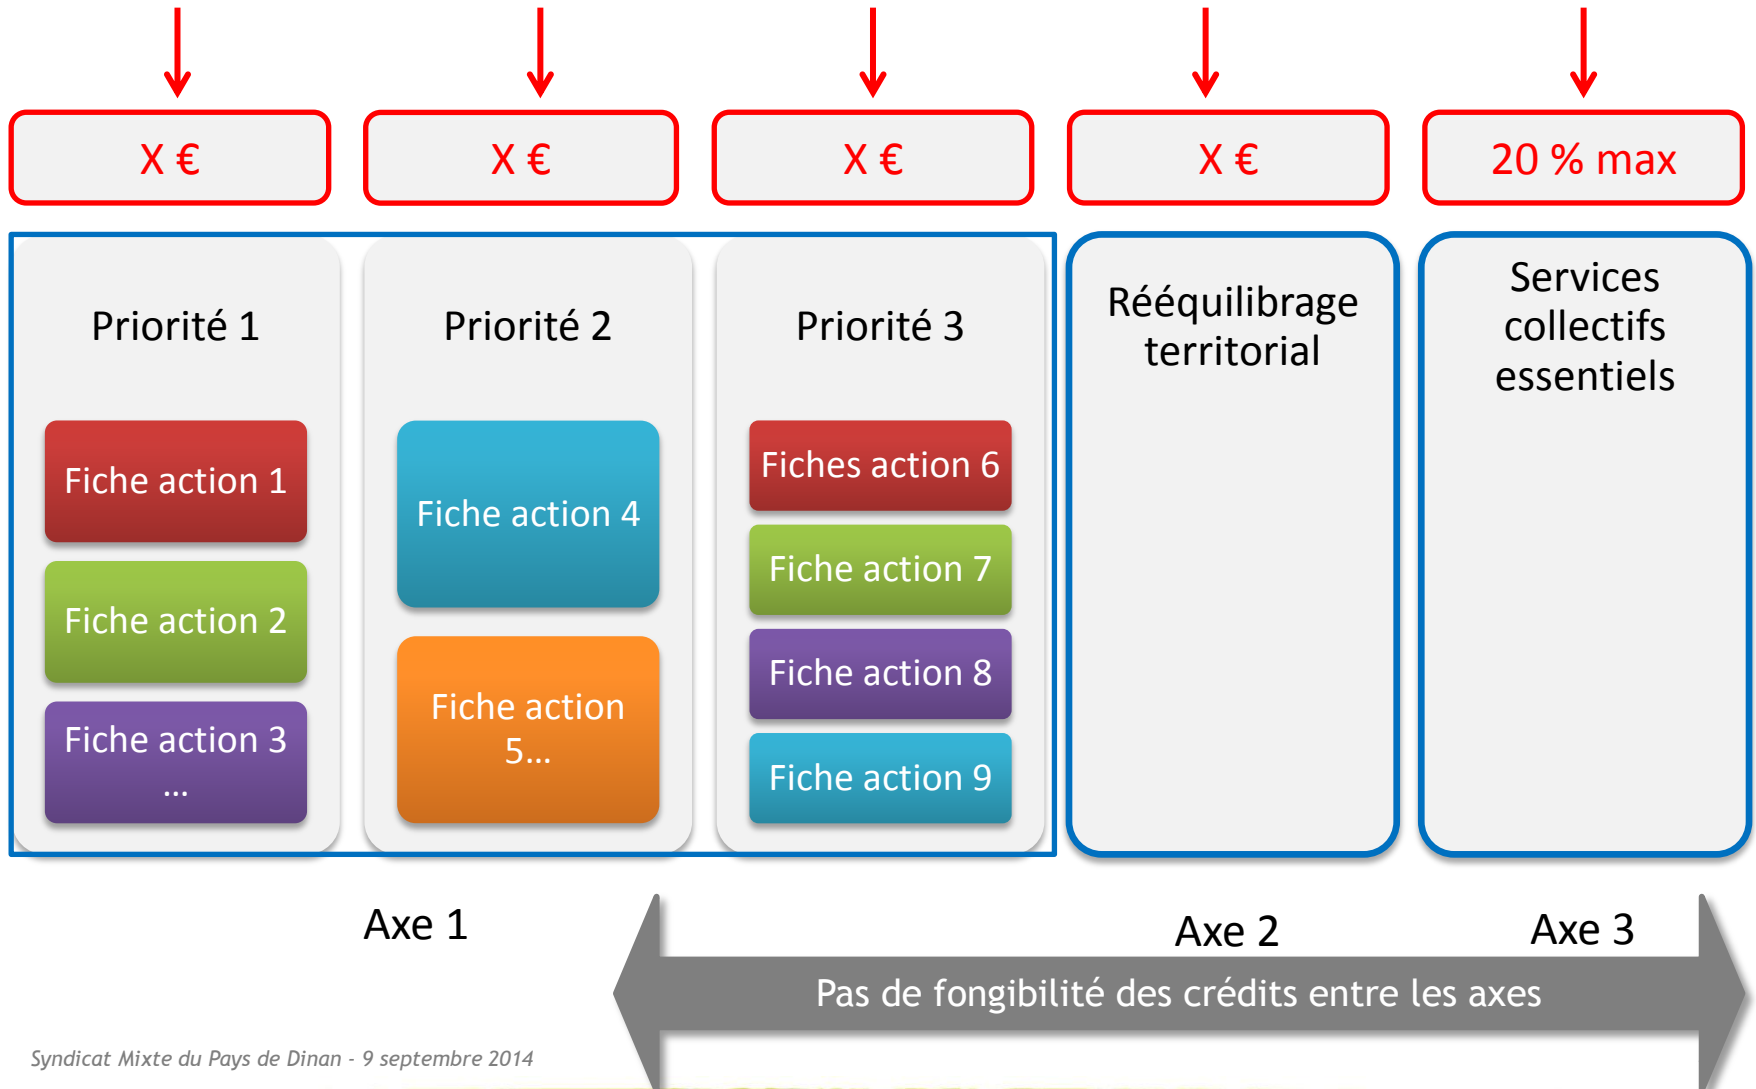 X €
X €
X €
X €
20 % max
Priorité 1
Fiche action 1
Fiche action 2
Fiche action 3
...
Priorité 2
Fiche action 4
Fiche action
5...
Priorité 3
Fiches action 6
Fiche action 7
Fiche action 8
Fiche action 9
Rééquilibrage
territorial
Services
collectifs
essentiels
Axe 1
Axe 2
Axe 3
Pas de fongibilité des crédits entre les axes
Syndicat Mixte du Pays de Dinan - 9 septembre 2014